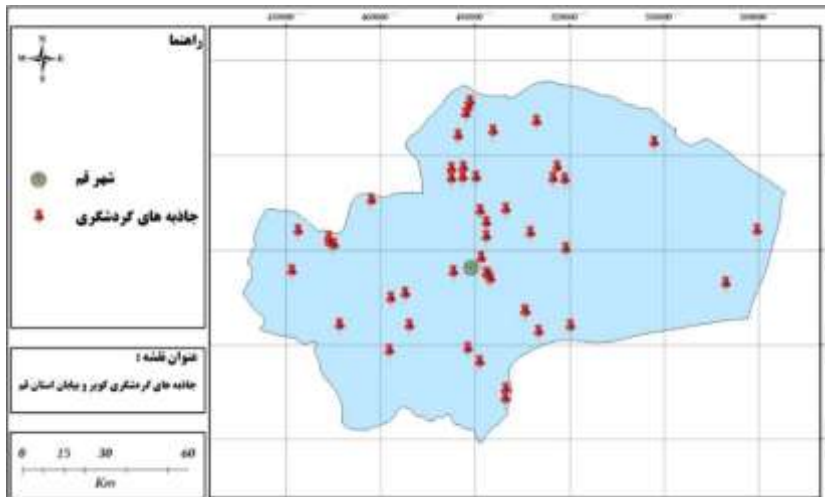 راهنما
N
W E
S
شهر قم
جاذبه های گردشگری
عنوان نقشه :
جاذبه های گردشگری کویر و بیابان استان قم
0 15 30 60
Km